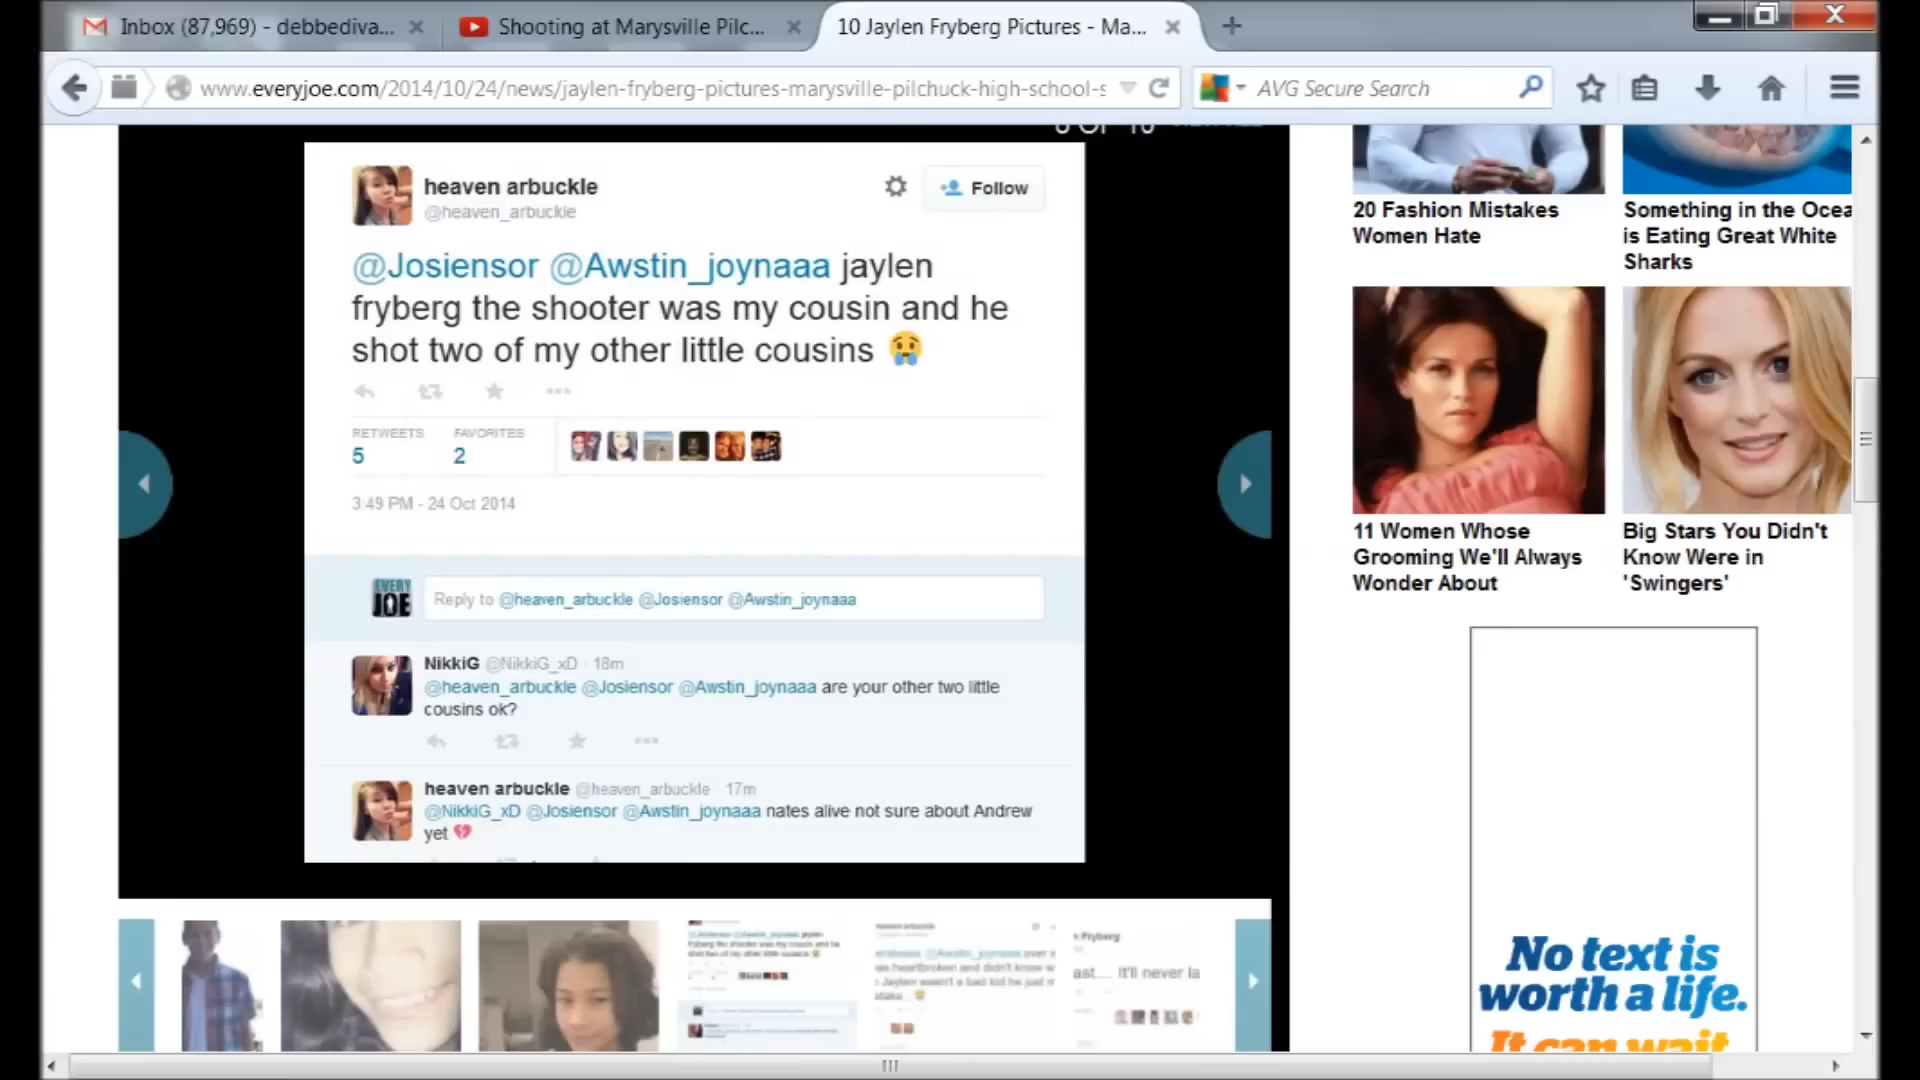 Inbox (87,969) - debbediva...
Shooting at Marysville Pilc...
10 Jaylen Fryberg Pictures - Ma...
www.everyjoe.com/2014/10/24/news/jaylen-fryberg-pictures-marysville-pilchuck-high-school-s
AVG Secure Search
heaven arbuckle
@heaven_arbuckle
Follow
@Josiensor @Awstin_joynaaa jaylen
fryberg the shooter was my cousin and he
shot two of my other little cousins 😢
RETWEETS
5
FAVORITES
2
3:49 PM - 24 Oct 2014
EVERY
JOE
Reply to @heaven_arbuckle @Josiensor @Awstin_joynaaa
NikkiG @NikkiG_xD · 18m
@heaven_arbuckle @Josiensor @Awstin_joynaaa are your other two little
cousins ok?
heaven arbuckle @heaven_arbuckle · 17m
@NikkiG_xD @Josiensor @Awstin_joynaaa nates alive not sure about Andrew
yet 💔
20 Fashion Mistakes
Women Hate
Something in the Ocea
is Eating Great White
Sharks
11 Women Whose
Grooming We'll Always
Wonder About
Big Stars You Didn't
Know Were in
'Swingers'
No text is
worth a life.
It can wait